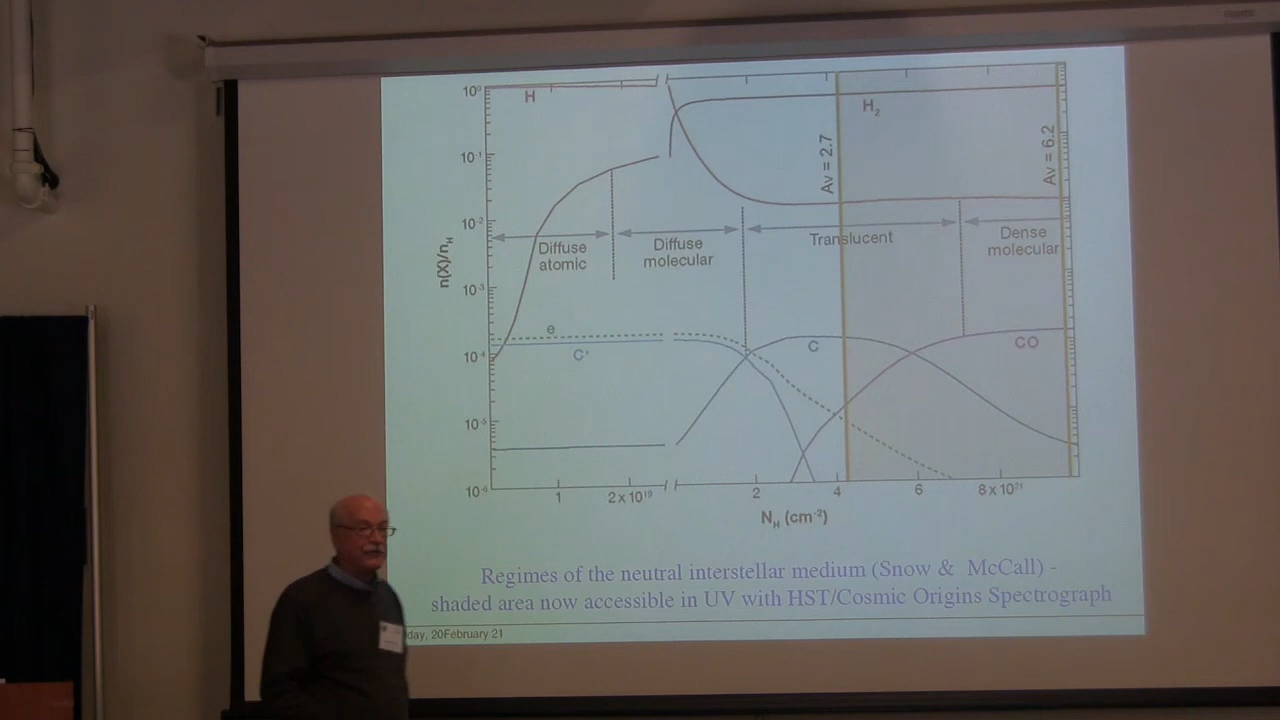 10⁰
H
H₂
10⁻¹
Av = 2.7
Av = 6.2
10⁻²
Diffuse
atomic
Diffuse
molecular
Translucent
Dense
molecular
n(X)/n_H
10⁻³
e
C⁺
C
CO
10⁻⁴
10⁻⁵
10⁻⁶
1
2 x 10¹⁹
2
4
6
8 x 10²¹
N_H (cm⁻²)
Regimes of the neutral interstellar medium (Snow & McCall) -
shaded area now accessible in UV with HST/Cosmic Origins Spectrograph
day, 20February 21